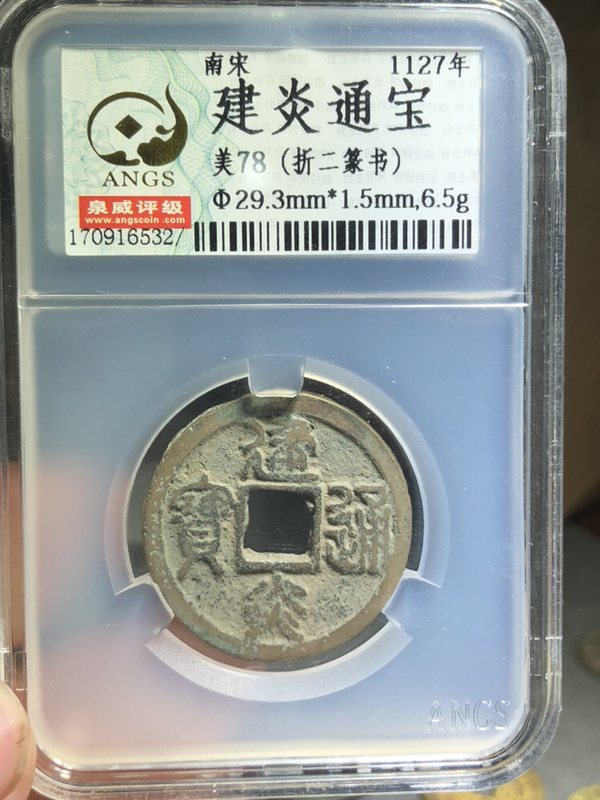 南宋 1127年
建炎通宝
美78（折二篆书）
Φ29.3mm*1.5mm,6.5g
ANGS
泉威评级
www.angscoin.com
1709165327
建
寶 通
炎
ANGS